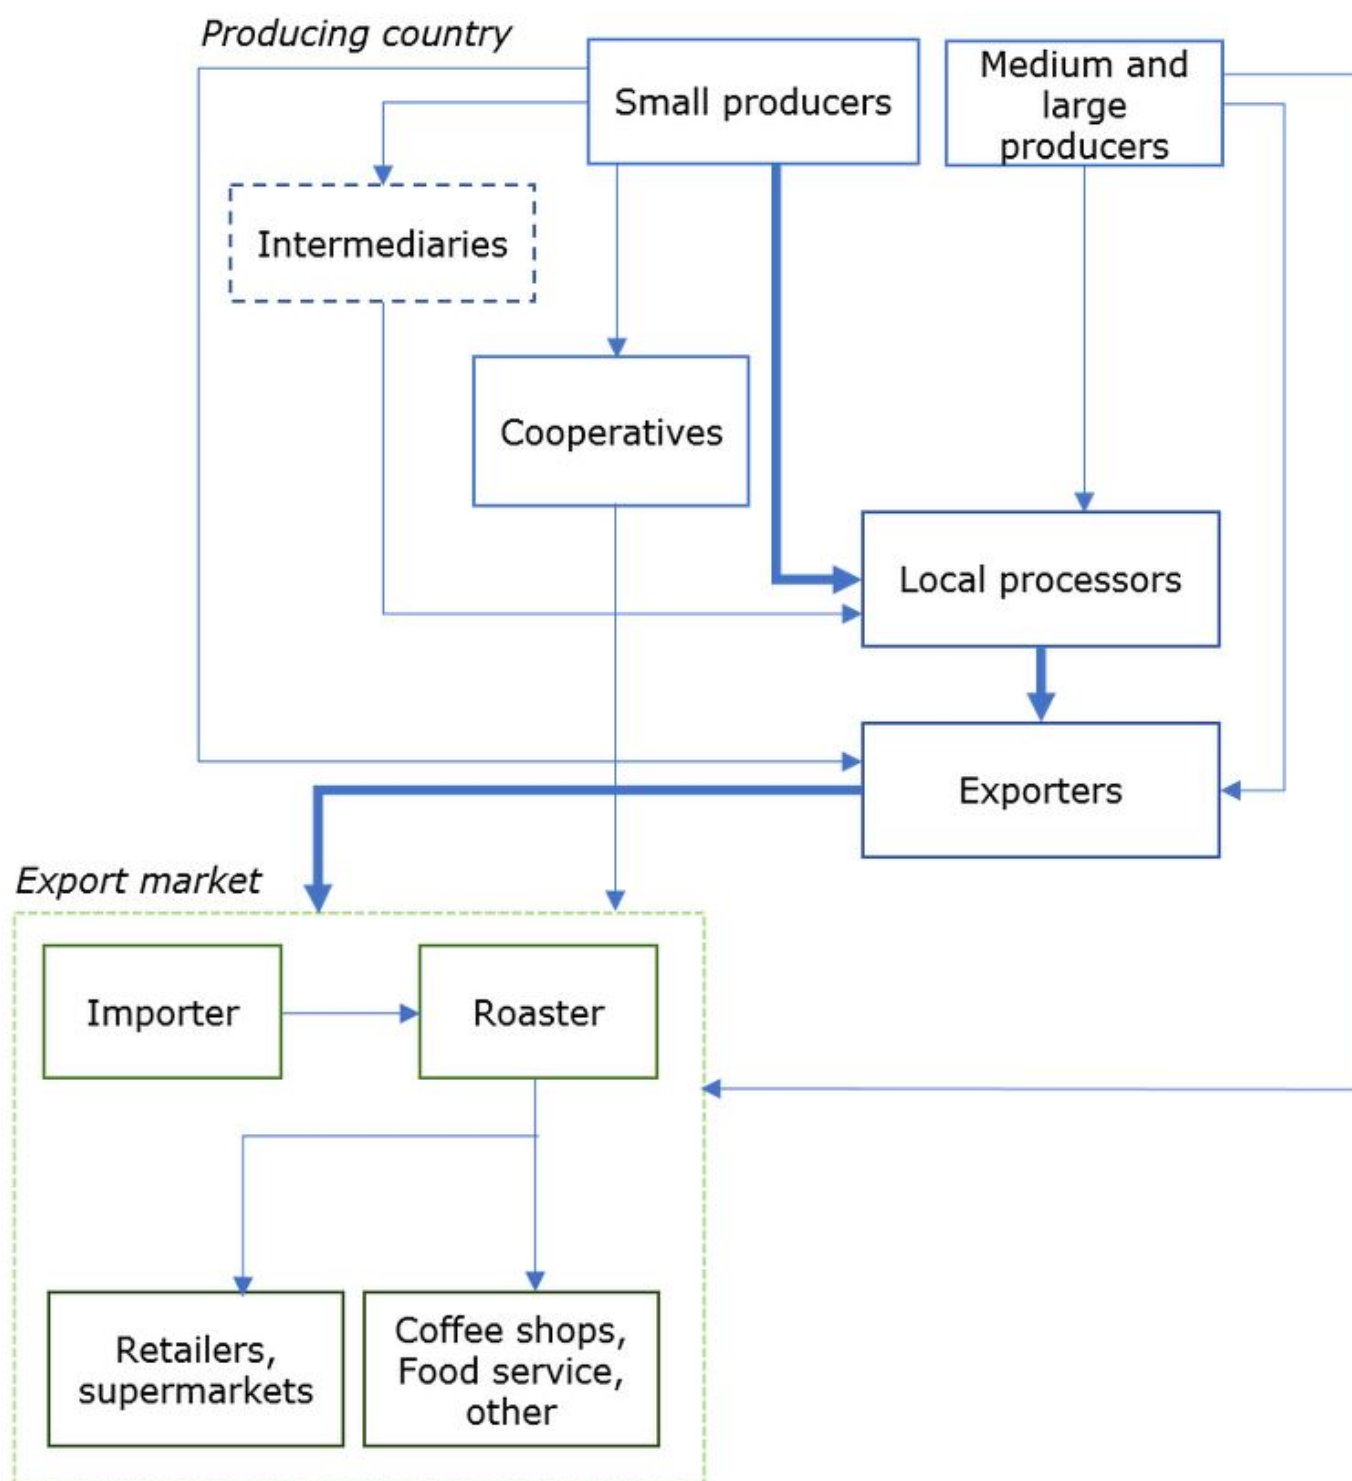 Producing country
Small producers
Medium and
large
producers
Intermediaries
Cooperatives
Local processors
Exporters
Export market
Importer
Roaster
Retailers,
supermarkets
Coffee shops,
Food service,
other